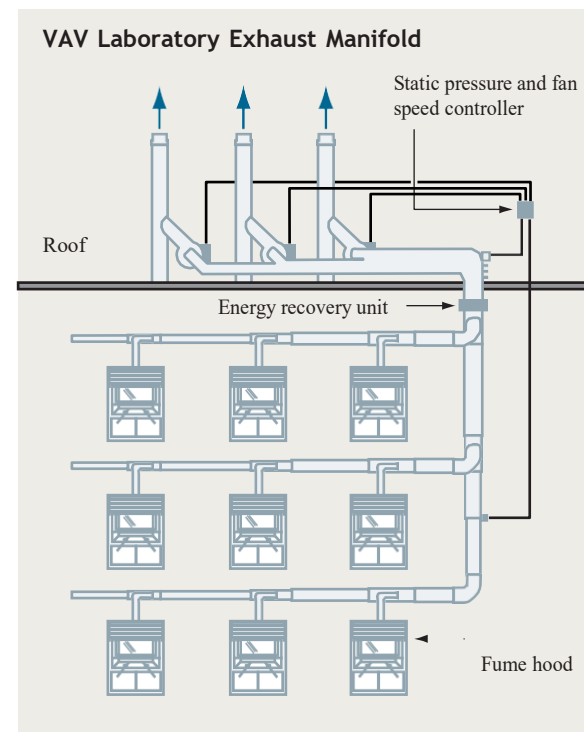 VAV Laboratory Exhaust Manifold
Static pressure and fan
speed controller
Roof
Energy recovery unit
Fume hood